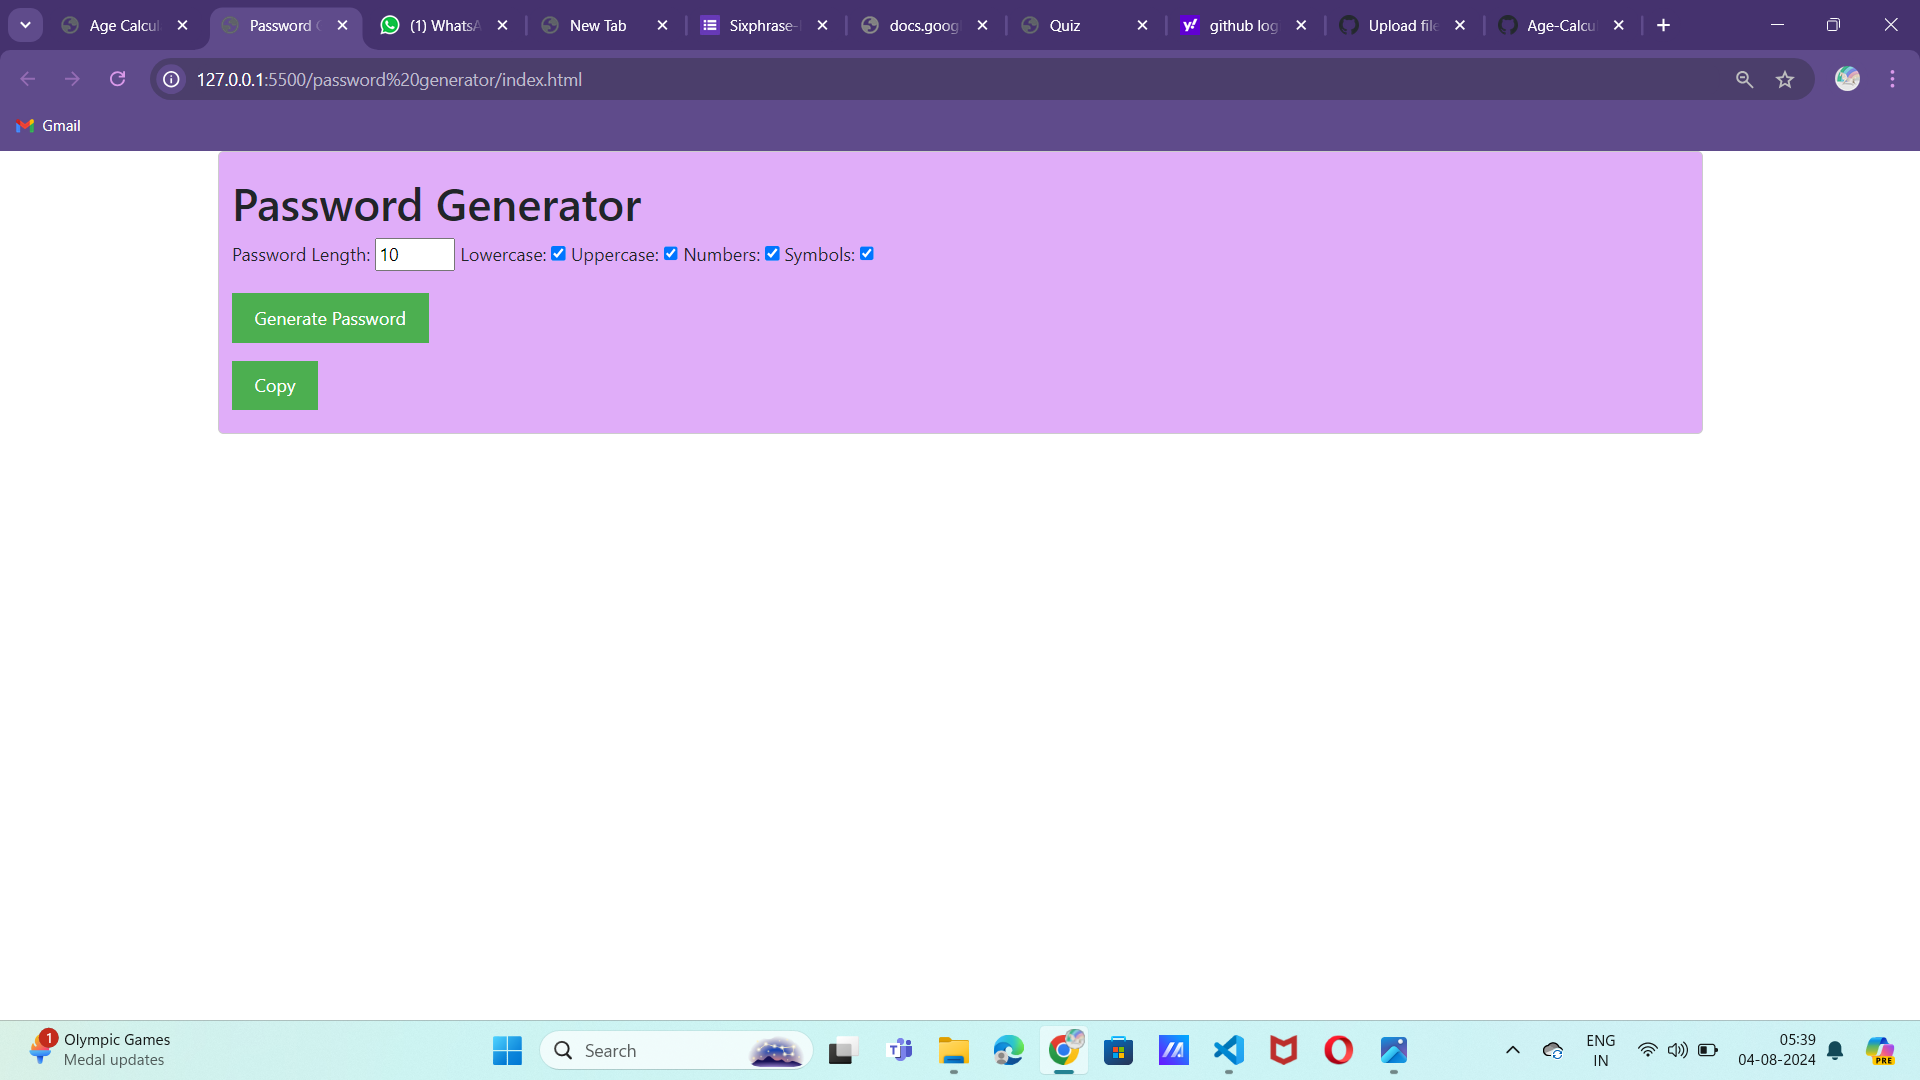 Age Calcul
Password G
(1) WhatsA
New Tab
Sixphrase-
docs.goog
Quiz
github log
Upload file
Age-Calcul
127.0.0.1:5500/password%20generator/index.html
Gmail
Password Generator
Password Length: 10 Lowercase: Uppercase: Numbers: Symbols:
Generate Password
Copy
1
Olympic Games
Medal updates
Search
ENG
IN
05:39
04-08-2024
PRE